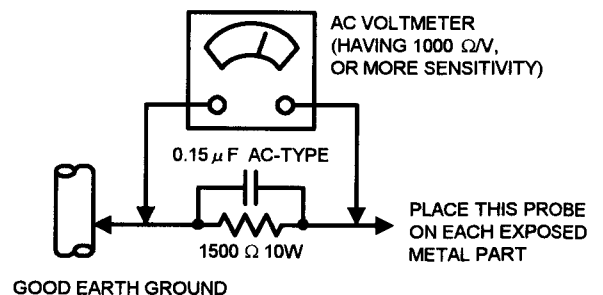 AC VOLTMETER
(HAVING 1000 Ω/V,
OR MORE SENSITIVITY)
0.15 μF AC-TYPE
1500 Ω 10W
PLACE THIS PROBE
ON EACH EXPOSED
METAL PART
GOOD EARTH GROUND